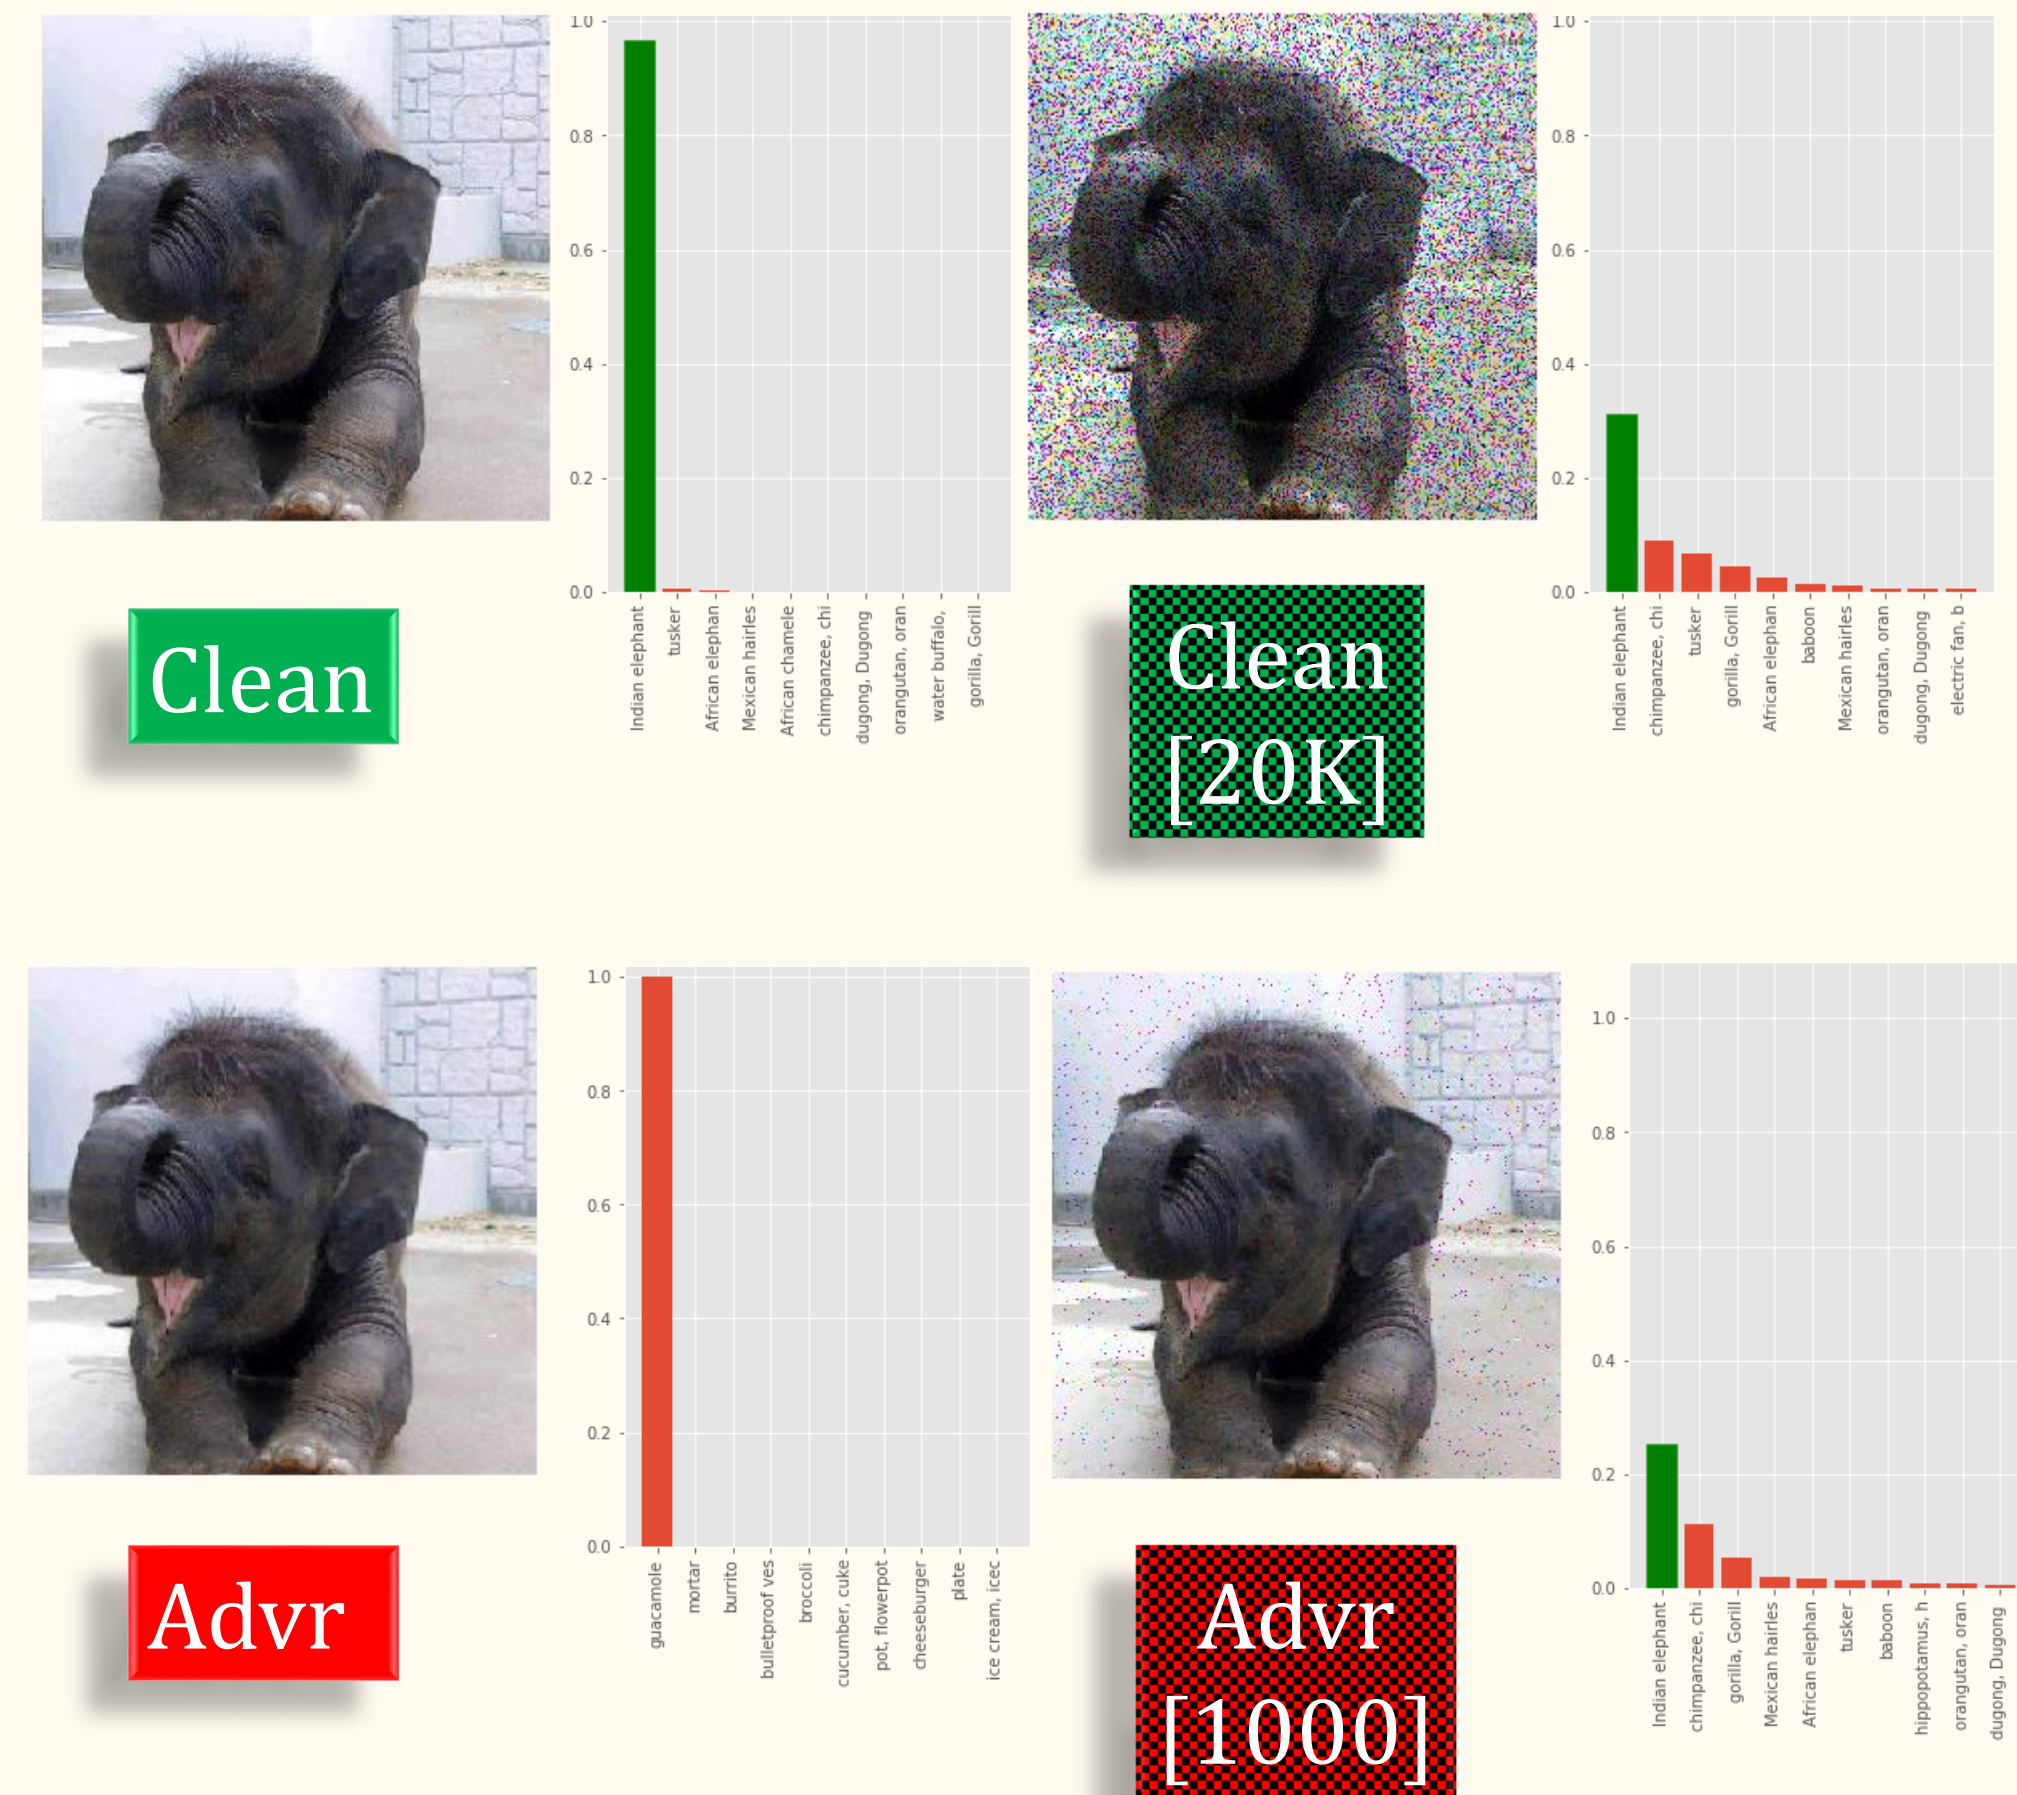 1.0
0.8
0.6
0.4
0.2
0.0
Indian elephant
tusker
African elephan
Mexican hairles
African chamele
chimpanzee, chi
dugong, Dugong
orangutan, oran
water buffalo,
gorilla, Gorill
Clean
1.0
0.8
0.6
0.4
0.2
0.0
Indian elephant
chimpanzee, chi
tusker
gorilla, Gorill
African elephan
baboon
Mexican hairles
orangutan, oran
dugong, Dugong
electric fan, b
Clean
[20K]
1.0
0.8
0.6
0.4
0.2
0.0
guacamole
mortar
burrito
bulletproof ves
broccoli
cucumber, cuke
pot, flowerpot
cheeseburger
plate
ice cream, icec
Advr
1.0
0.8
0.6
0.4
0.2
0.0
Indian elephant
chimpanzee, chi
gorilla, Gorill
Mexican hairles
African elephan
tusker
baboon
hippopotamus, h
orangutan, oran
dugong, Dugong
Advr
[1000]